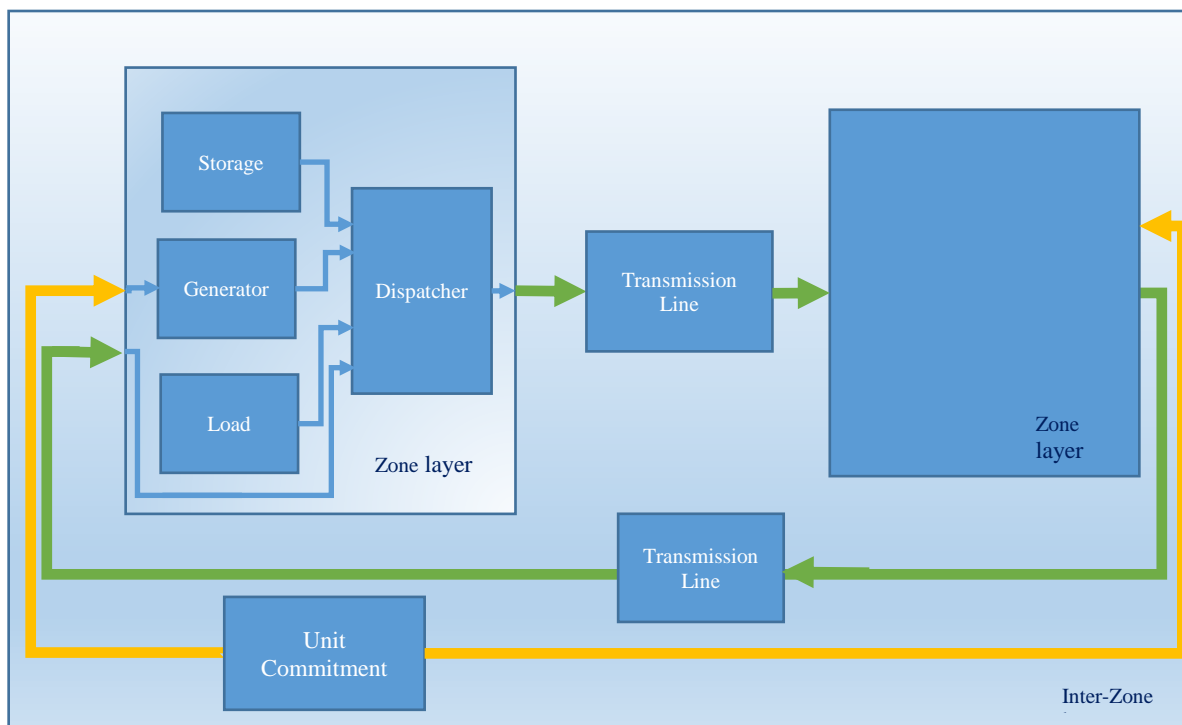 Storage
Generator
Dispatcher
Load
Zone layer
Transmission
Line
Zone
layer
Transmission
Line
Unit
Commitment
Inter-Zone